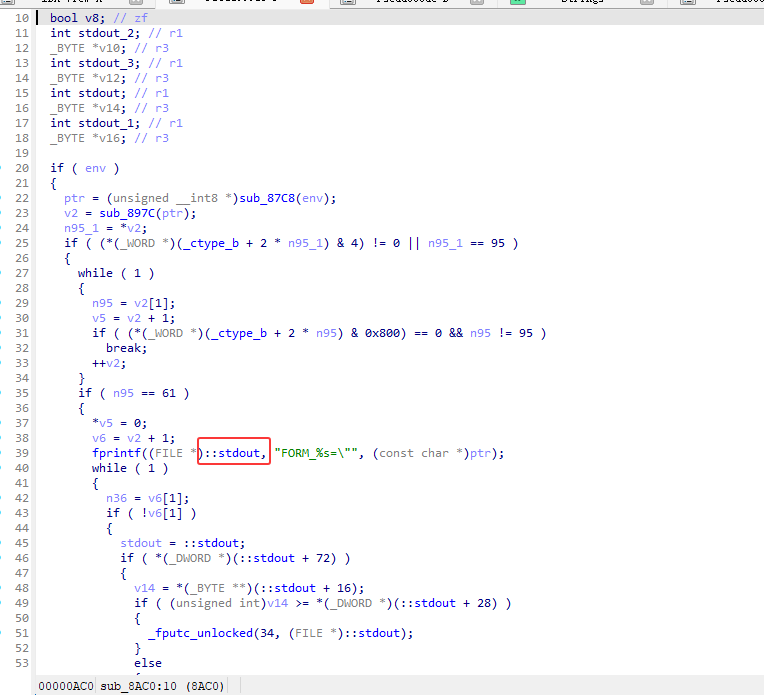 10 bool v8; // zf
11 int stdout_2; // r1
12 _BYTE *v10; // r3
13 int stdout_3; // r1
14 _BYTE *v12; // r3
15 int stdout; // r1
16 _BYTE *v14; // r3
17 int stdout_1; // r1
18 _BYTE *v16; // r3
19
20 if ( env )
21 {
22 ptr = (unsigned __int8 *)sub_87C8(env);
23 v2 = sub_897C(ptr);
24 n95_1 = *v2;
25 if ( (*(_WORD *)(_ctype_b + 2 * n95_1) & 4) != 0 || n95_1 == 95 )
26 {
27 while ( 1 )
28 {
29 n95 = v2[1];
30 v5 = v2 + 1;
31 if ( (*(_WORD *)(_ctype_b + 2 * n95) & 0x800) == 0 && n95 != 95 )
32 break;
33 ++v2;
34 }
35 if ( n95 == 61 )
36 {
37 *v5 = 0;
38 v6 = v2 + 1;
39 fprintf((FILE *)::stdout, "FORM_%s=\"", (const char *)ptr);
40 while ( 1 )
41 {
42 n36 = v6[1];
43 if ( !v6[1] )
44 {
45 stdout = ::stdout;
46 if ( *(_DWORD *)(::stdout + 72) )
47 {
48 v14 = *(_BYTE **)(::stdout + 16);
49 if ( (unsigned int)v14 >= *(_DWORD *)(::stdout + 28) )
50 {
51 _fputc_unlocked(34, (FILE *)::stdout);
52 }
53 else
00000AC0 sub_8AC0:10 (8AC0)